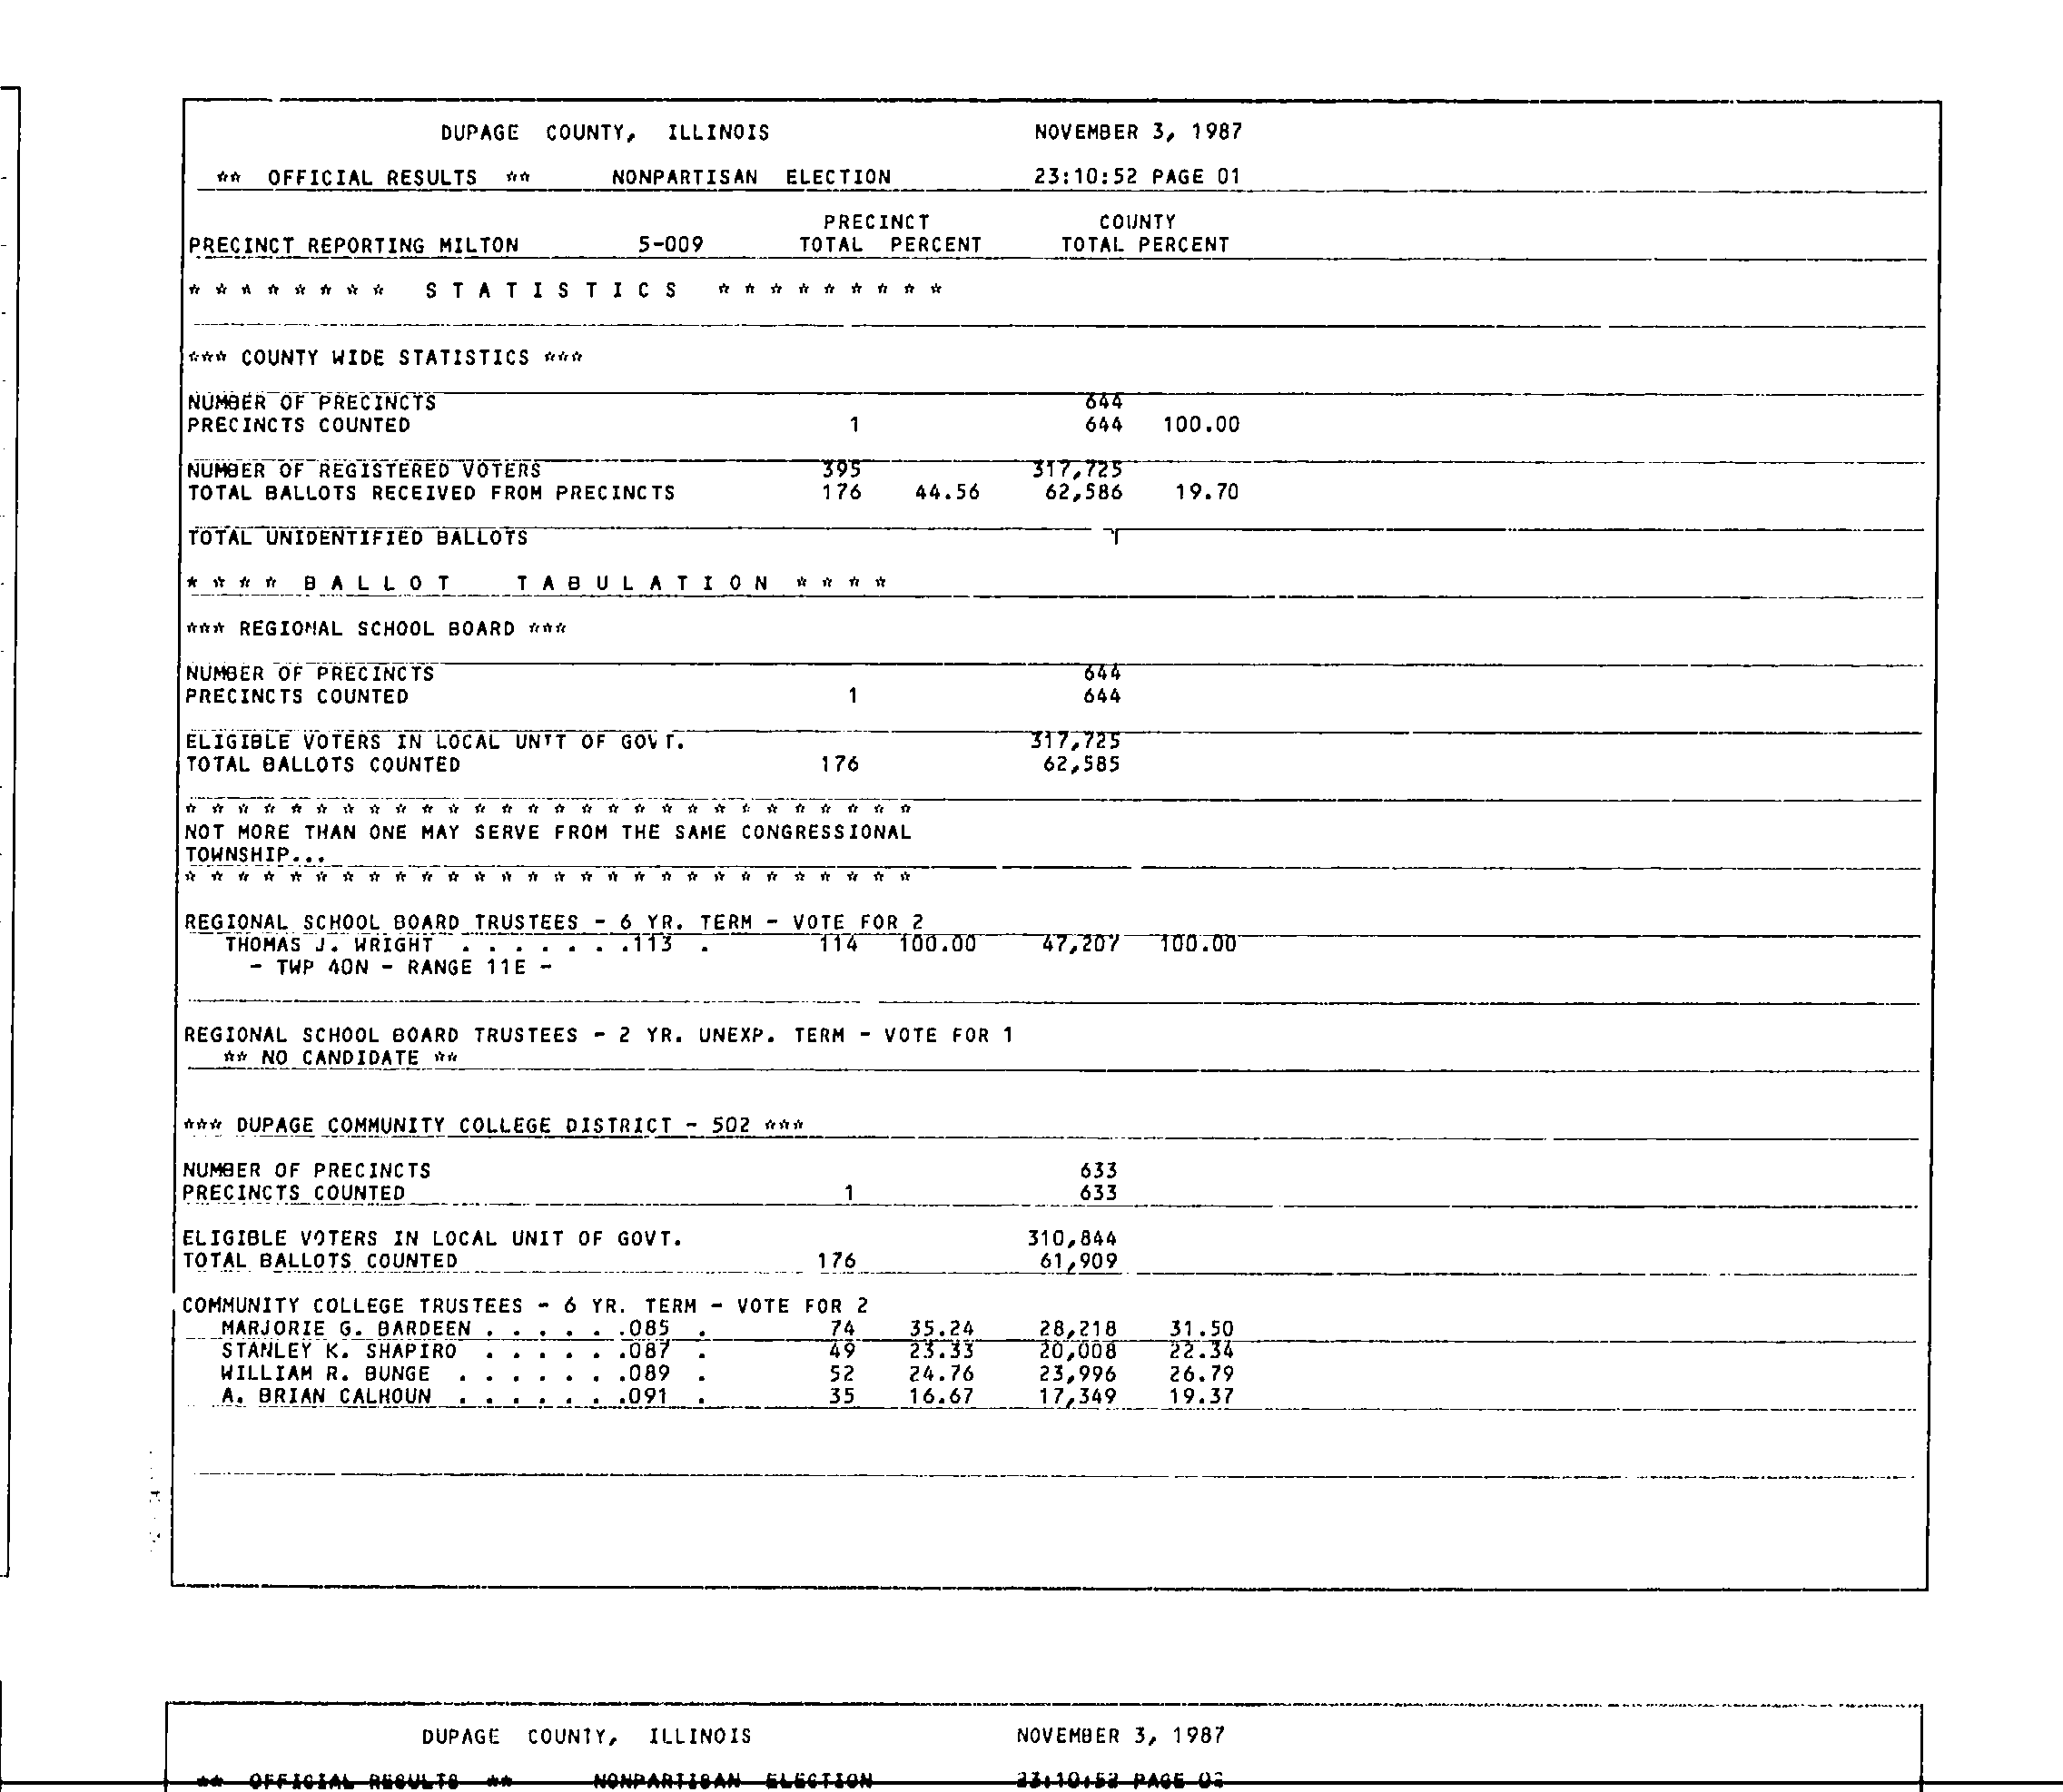 DUPAGE COUNTY, ILLINOIS NOVEMBER 3, 1987
** OFFICIAL RESULTS ** NONPARTISAN ELECTION 23:10:52 PAGE 01
PRECINCT COUNTY
PRECINCT REPORTING MILTON 5-009 TOTAL PERCENT TOTAL PERCENT
* * * * * * * * S T A T I S T I C S * * * * * * * * *
*** COUNTY WIDE STATISTICS ***
NUMBER OF PRECINCTS 644
PRECINCTS COUNTED 1 644 100.00
NUMBER OF REGISTERED VOTERS 395 317,725
TOTAL BALLOTS RECEIVED FROM PRECINCTS 176 44.56 62,586 19.70
TOTAL UNIDENTIFIED BALLOTS 1
* * * * B A L L O T T A B U L A T I O N * * * *
*** REGIONAL SCHOOL BOARD ***
NUMBER OF PRECINCTS 644
PRECINCTS COUNTED 1 644
ELIGIBLE VOTERS IN LOCAL UNIT OF GOVT. 317,725
TOTAL BALLOTS COUNTED 176 62,585
* * * * * * * * * * * * * * * * * * * * * * * * * * * *
NOT MORE THAN ONE MAY SERVE FROM THE SAME CONGRESSIONAL
TOWNSHIP...
* * * * * * * * * * * * * * * * * * * * * * * * * * * *
REGIONAL SCHOOL BOARD TRUSTEES - 6 YR. TERM - VOTE FOR 2
THOMAS J. WRIGHT . . . . . . .113 . 114 100.00 47,207 100.00
- TWP 40N - RANGE 11E -
REGIONAL SCHOOL BOARD TRUSTEES - 2 YR. UNEXP. TERM - VOTE FOR 1
** NO CANDIDATE **
*** DUPAGE COMMUNITY COLLEGE DISTRICT - 502 ***
NUMBER OF PRECINCTS 633
PRECINCTS COUNTED 1 633
ELIGIBLE VOTERS IN LOCAL UNIT OF GOVT. 310,844
TOTAL BALLOTS COUNTED 176 61,909
COMMUNITY COLLEGE TRUSTEES - 6 YR. TERM - VOTE FOR 2
MARJORIE G. BARDEEN . . . . . .085 . 74 35.24 28,218 31.50
STANLEY K. SHAPIRO . . . . . .087 . 49 23.33 20,008 22.34
WILLIAM R. BUNGE . . . . . . .089 . 52 24.76 23,996 26.79
A. BRIAN CALHOUN . . . . . . .091 . 35 16.67 17,349 19.37
DUPAGE COUNTY, ILLINOIS NOVEMBER 3, 1987
** OFFICIAL RESULTS ** NONPARTISAN ELECTION 23:10:52 PAGE 02